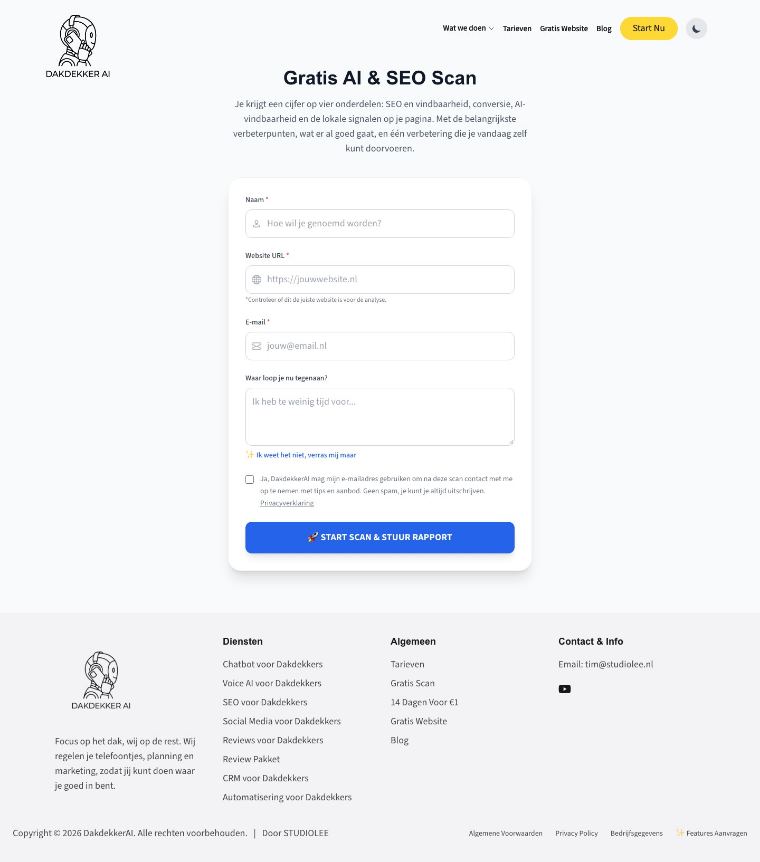 DAKDEKKER AI
Wat we doen
Tarieven
Gratis Website
Blog
Start Nu
Gratis AI & SEO Scan
Je krijgt een cijfer op vier onderdelen: SEO en vindbaarheid, conversie, AI-
vindbaarheid en de lokale signalen op je pagina. Met de belangrijkste
verbeterpunten, wat er al goed gaat, en één verbetering die je vandaag zelf
kunt doorvoeren.
Naam *
Hoe wil je genoemd worden?
Website URL *
https://jouwwebsite.nl
*Controleer of dit de juiste website is voor de analyse.
E-mail *
jouw@email.nl
Waar loop je nu tegenaan?
Ik heb te weinig tijd voor...
✨ Ik weet het niet, verras mij maar
Ja, DakdekkerAI mag mijn e-mailadres gebruiken om na deze scan contact met me
op te nemen met tips en aanbod. Geen spam, je kunt je altijd uitschrijven.
Privacyverklaring
🚀 START SCAN & STUUR RAPPORT
DAKDEKKER AI
Focus op het dak, wij op de rest. Wij
regelen je telefoontjes, planning en
marketing, zodat jij kunt doen waar
je goed in bent.
Diensten
Chatbot voor Dakdekkers
Voice AI voor Dakdekkers
SEO voor Dakdekkers
Social Media voor Dakdekkers
Reviews voor Dakdekkers
Review Pakket
CRM voor Dakdekkers
Automatisering voor Dakdekkers
Algemeen
Tarieven
Gratis Scan
14 Dagen Voor €1
Gratis Website
Blog
Contact & Info
Email: tim@studiolee.nl
Copyright © 2026 DakdekkerAI. Alle rechten voorbehouden. | Door STUDIOLEE
Algemene Voorwaarden
Privacy Policy
Bedrijfsgegevens
✨ Features Aanvragen